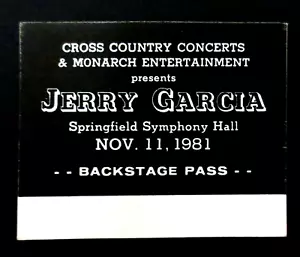 CROSS COUNTRY CONCERTS
& MONARCH ENTERTAINMENT
presents
JERRY GARCIA
Springfield Symphony Hall
NOV. 11, 1981
- - BACKSTAGE PASS - -